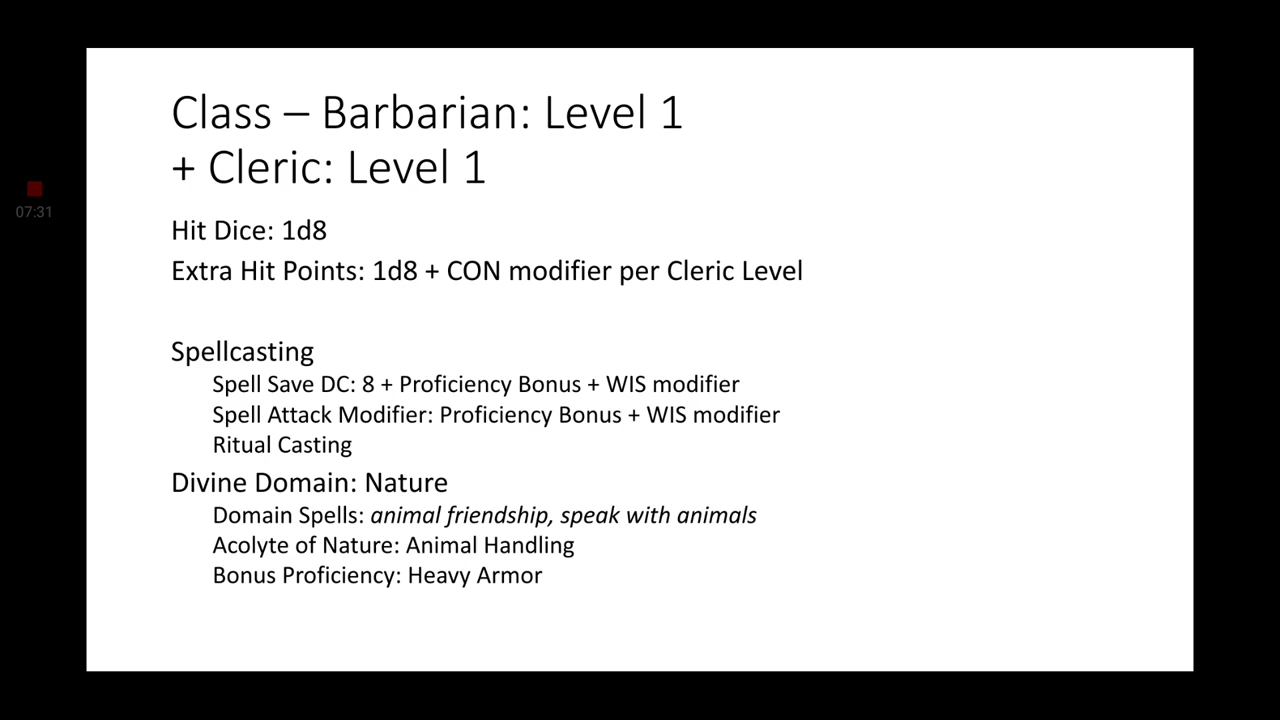 Class – Barbarian: Level 1
+ Cleric: Level 1
07:31
Hit Dice: 1d8
Extra Hit Points: 1d8 + CON modifier per Cleric Level
Spellcasting
Spell Save DC: 8 + Proficiency Bonus + WIS modifier
Spell Attack Modifier: Proficiency Bonus + WIS modifier
Ritual Casting
Divine Domain: Nature
Domain Spells: animal friendship, speak with animals
Acolyte of Nature: Animal Handling
Bonus Proficiency: Heavy Armor